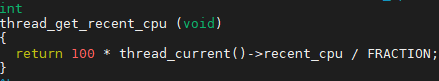 int
thread_get_recent_cpu (void)
{
  return 100 * thread_current()->recent_cpu / FRACTION;
}